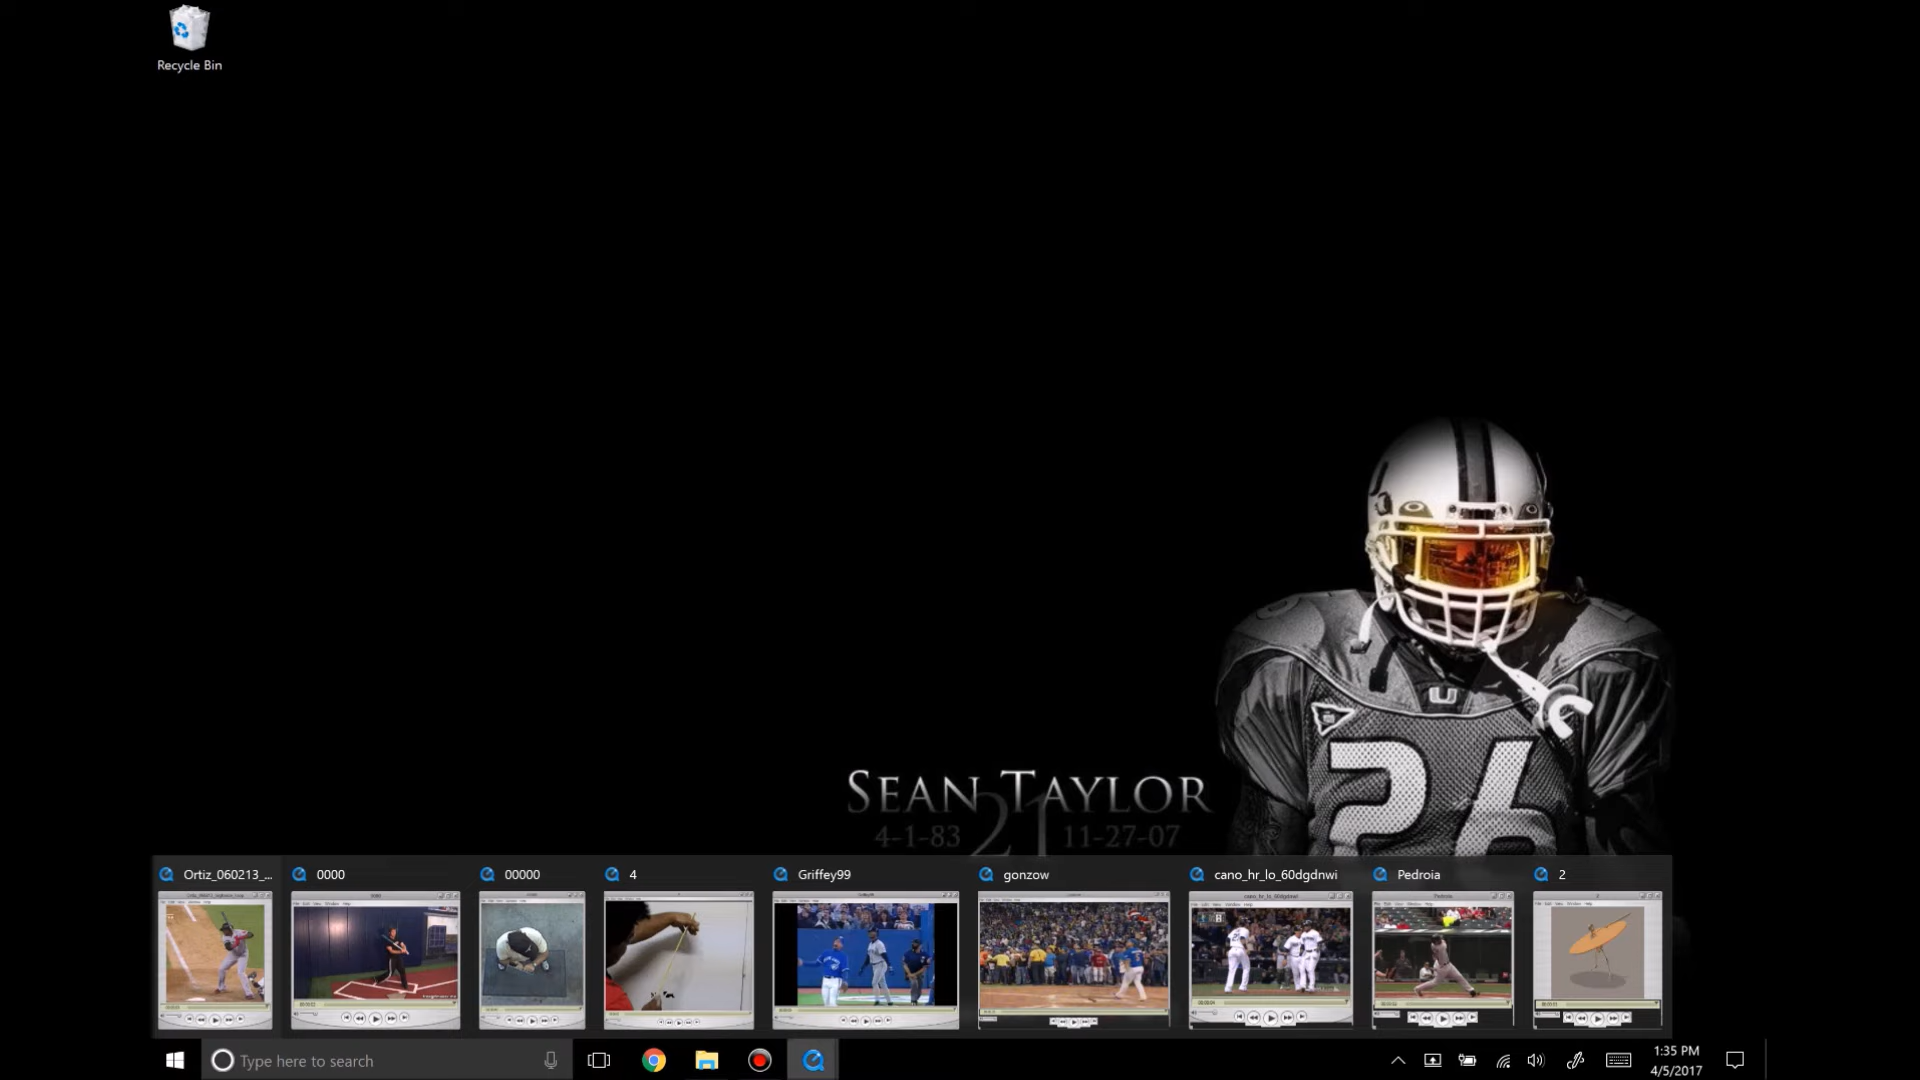 Recycle Bin
SEAN TAYLOR
21
4-1-83 11-27-07
U
26
Ortiz_060213_... 0000 00000 4 Griffey99 gonzow cano_hr_lo_60dgdnwi Pedroia 2
Type here to search
1:35 PM
4/5/2017